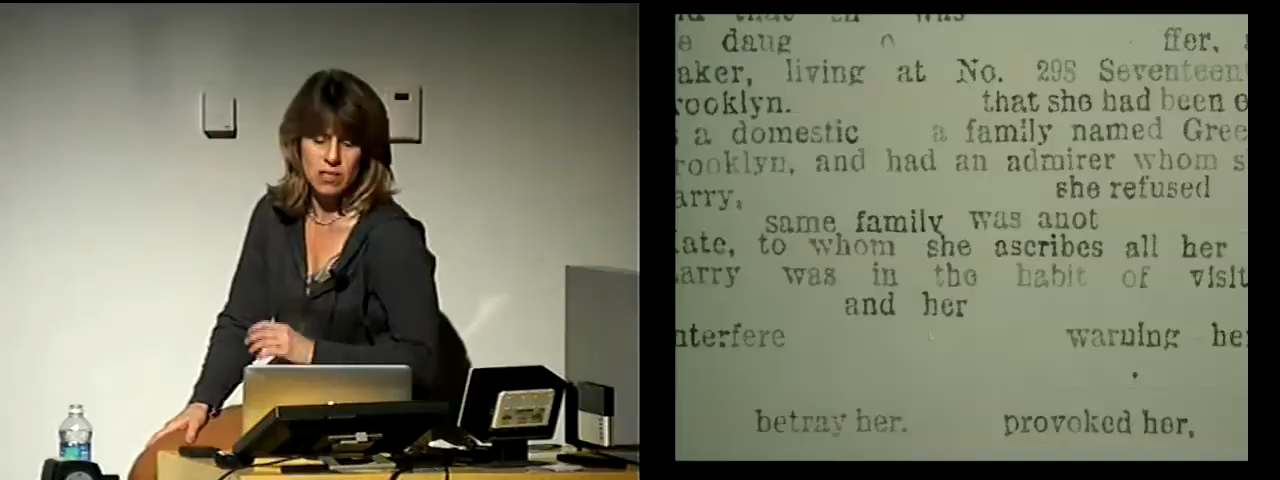 daug
ffer,
aker, living at No. 298 Seventeent
rooklyn. that she had been e
a domestic a family named Gree
rooklyn, and had an admirer whom s
arry, she refused
same family was anot
ate, to whom she ascribes all her
arry was in the habit of visit
and her
nterfere warning her
betray her. provoked her,